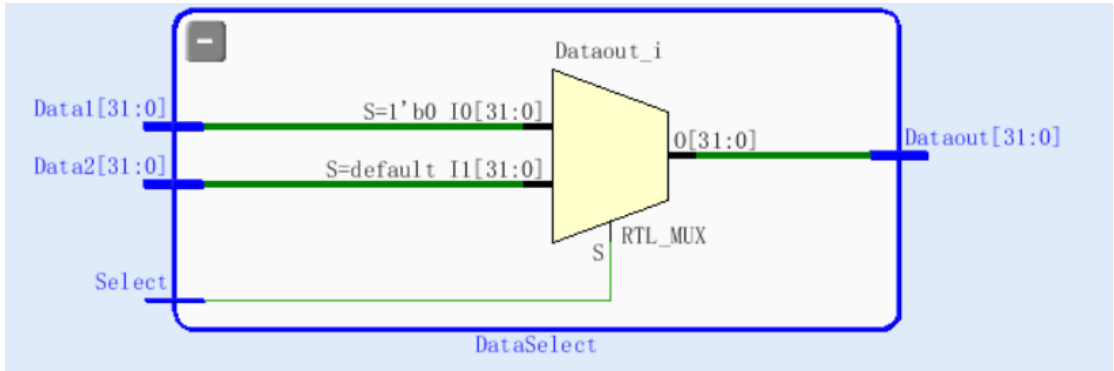 Dataout_i
Data1[31:0]
S=1'b0 I0[31:0]
O[31:0]
Dataout[31:0]
Data2[31:0]
S=default I1[31:0]
RTL_MUX
S
Select
DataSelect